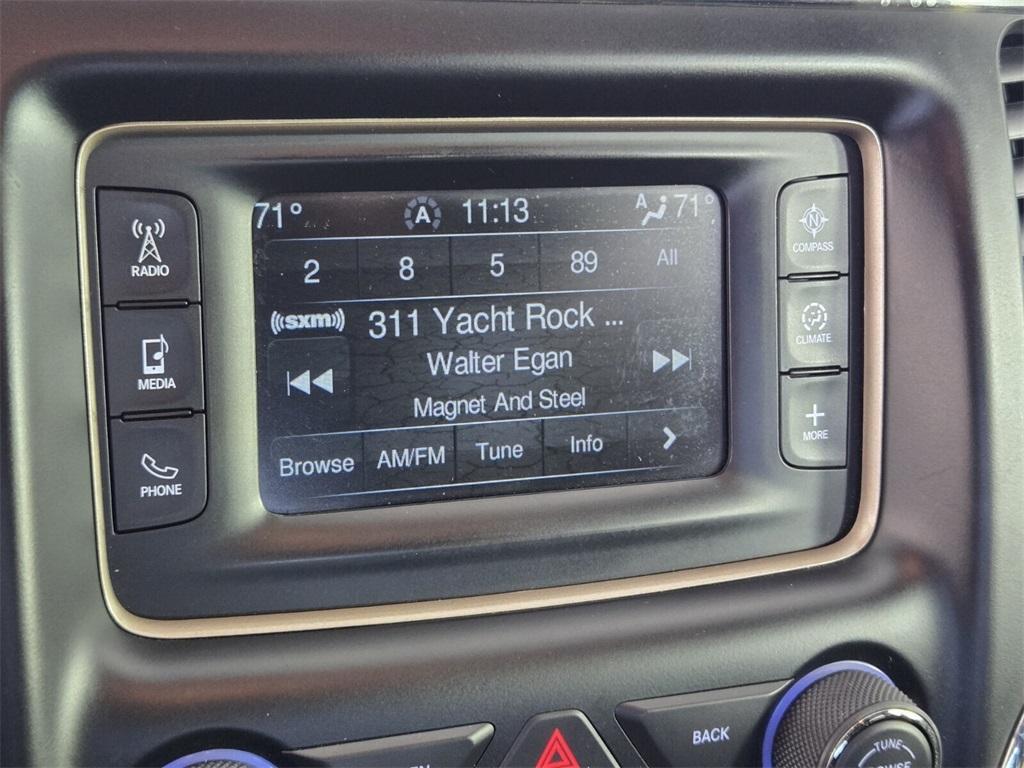 71° A 11:13 A 71°
2 8 5 89 All
((sxm)) 311 Yacht Rock ...
Walter Egan
Magnet And Steel
Browse AM/FM Tune Info
RADIO
MEDIA
PHONE
N
COMPASS
CLIMATE
+
MORE
BACK
TUNE
BROWSE